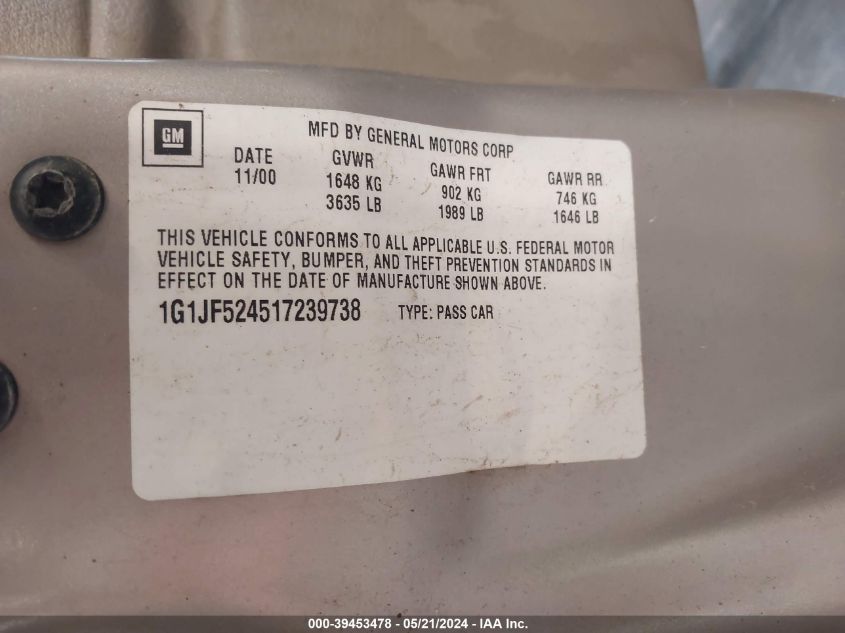 GM
MFD BY GENERAL MOTORS CORP
DATE GVWR GAWR FRT GAWR RR
11/00 1648 KG 902 KG 746 KG
3635 LB 1989 LB 1646 LB
THIS VEHICLE CONFORMS TO ALL APPLICABLE U.S. FEDERAL MOTOR
VEHICLE SAFETY, BUMPER, AND THEFT PREVENTION STANDARDS IN
EFFECT ON THE DATE OF MANUFACTURE SHOWN ABOVE.
1G1JF524517239738 TYPE: PASS CAR
000-39453478 - 05/21/2024 - IAA Inc.